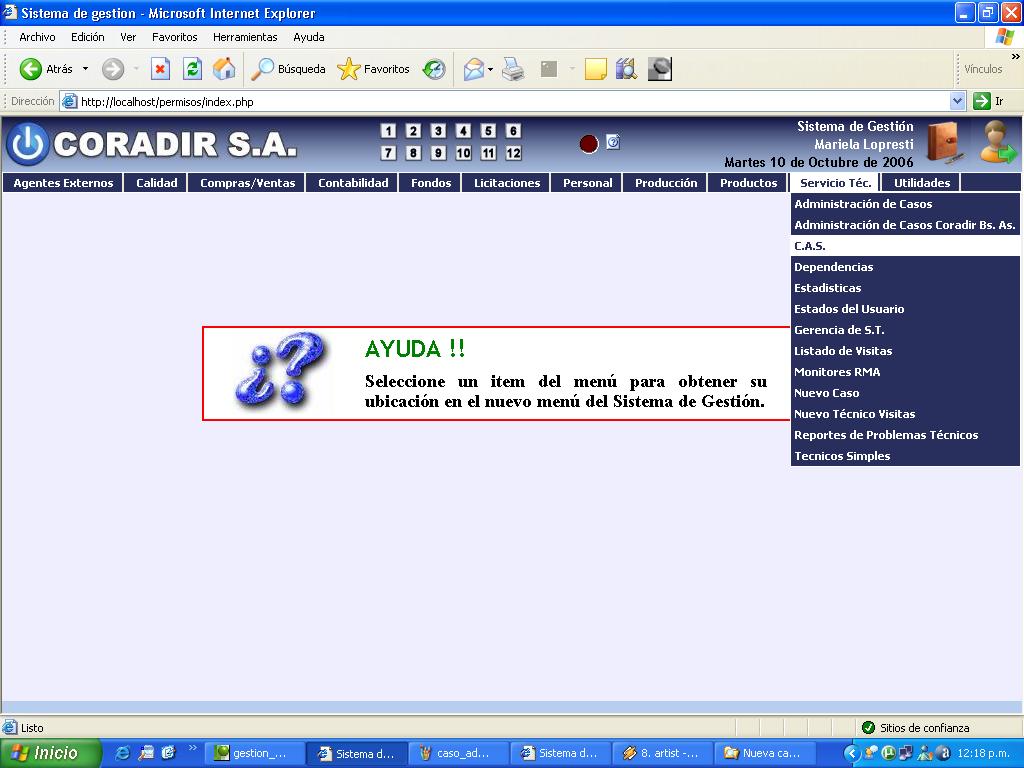 Sistema de gestion - Microsoft Internet Explorer
Archivo Edición Ver Favoritos Herramientas Ayuda
Atrás Búsqueda Favoritos Vínculos
Dirección http://localhost/permisos/index.php Ir
CORADIR S.A.
1 2 3 4 5 6
7 8 9 10 11 12
Sistema de Gestión
Mariela Lopresti
Martes 10 de Octubre de 2006
Agentes Externos Calidad Compras/Ventas Contabilidad Fondos Licitaciones Personal Producción Productos Servicio Téc. Utilidades
Administración de Casos
Administración de Casos Coradir Bs. As.
C.A.S.
Dependencias
Estadisticas
Estados del Usuario
Gerencia de S.T.
Listado de Visitas
Monitores RMA
Nuevo Caso
Nuevo Técnico Visitas
Reportes de Problemas Técnicos
Tecnicos Simples
AYUDA !!
Seleccione un item del menú para obtener su
ubicación en el nuevo menú del Sistema de Gestión.
Listo Sitios de confianza
Inicio gestion_... Sistema d... caso_ad... Sistema d... 8. artist -... Nueva ca... 12:18 p.m.